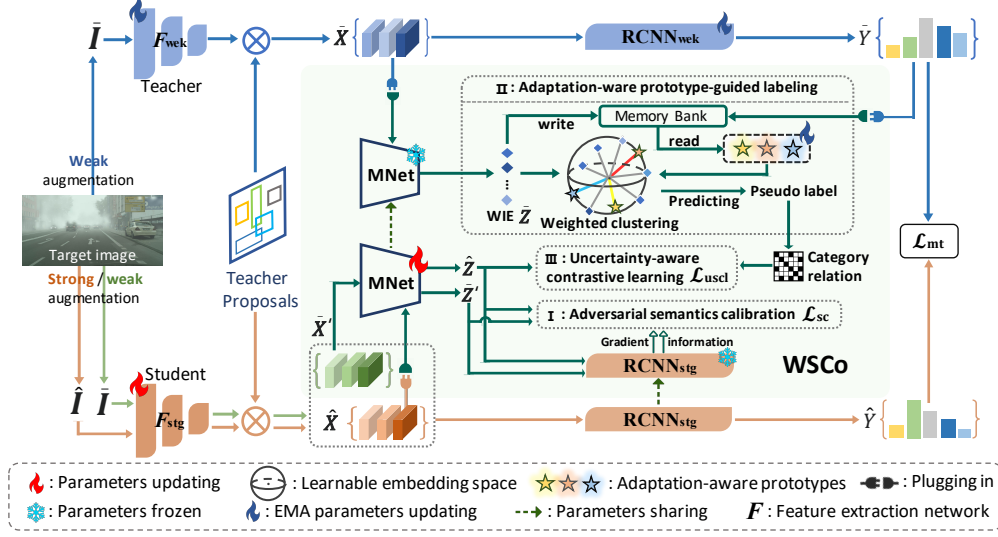 Ī
F_wek
Teacher
X̄
RCNN_wek
Ȳ
II : Adaptation-aware prototype-guided labeling
Memory Bank
write
read
MNet
WIE Z̄
Weighted clustering
Predicting
Pseudo label
Weak
augmentation
Target image
Strong / weak
augmentation
Teacher
Proposals
MNet
Ẑ
Z̄′
X̄′
III : Uncertainty-aware
contrastive learning ℒ_uscl
Category
relation
ℒ_mt
I : Adversarial semantics calibration ℒ_sc
Gradient information
RCNN_stg
WSCo
Î Ī
Student
F_stg
X̂
RCNN_stg
Ŷ
: Parameters updating
: Learnable embedding space
: Adaptation-aware prototypes
: Plugging in
: Parameters frozen
: EMA parameters updating
: Parameters sharing
F : Feature extraction network